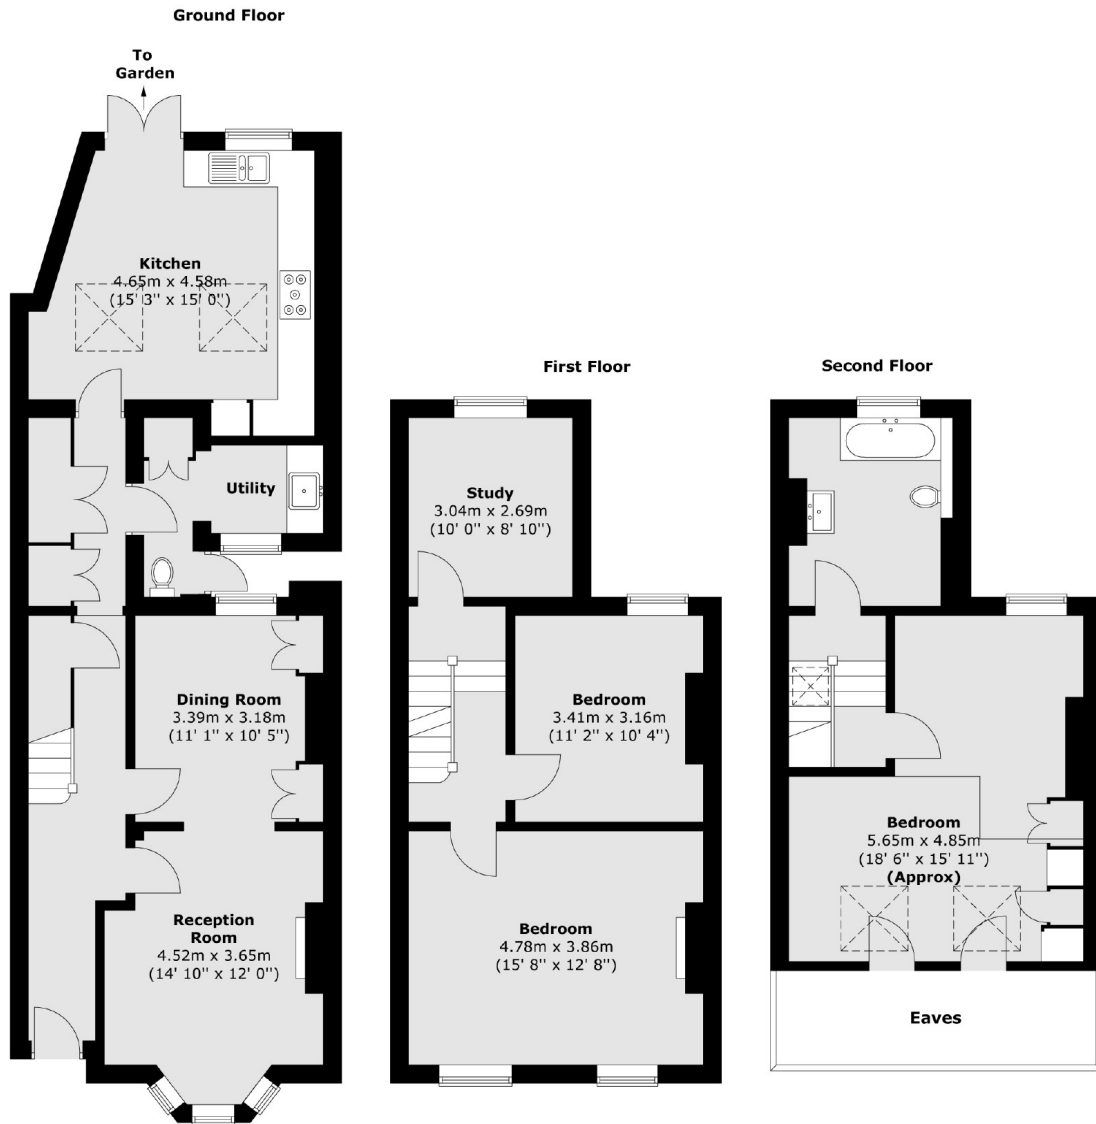 Ground Floor
To
Garden
Kitchen
4.65m x 4.58m
(15' 3" x 15' 0")
Utility
Dining Room
3.39m x 3.18m
(11' 1" x 10' 5")
Reception
Room
4.52m x 3.65m
(14' 10" x 12' 0")
First Floor
Study
3.04m x 2.69m
(10' 0" x 8' 10")
Bedroom
3.41m x 3.16m
(11' 2" x 10' 4")
Bedroom
4.78m x 3.86m
(15' 8" x 12' 8")
Second Floor
Bedroom
5.65m x 4.85m
(18' 6" x 15' 11")
(Approx)
Eaves